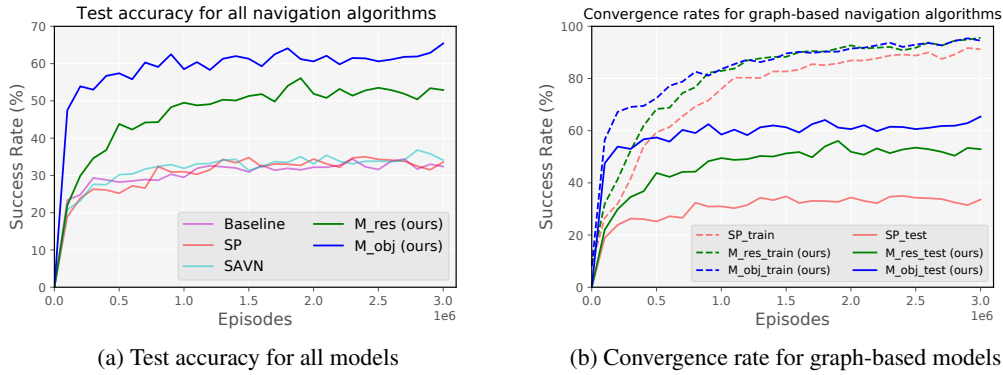 Test accuracy for all navigation algorithms
70
60
50
40
30
20
10
0
Success Rate (%)
0.0 0.5 1.0 1.5 2.0 2.5 3.0
1e6
Episodes
Baseline
SP
SAVN
M_res (ours)
M_obj (ours)
(a) Test accuracy for all models
Convergence rates for graph-based navigation algorithms
100
80
60
40
20
0
Success Rate (%)
0.0 0.5 1.0 1.5 2.0 2.5 3.0
1e6
Episodes
SP_train
M_res_train (ours)
M_obj_train (ours)
SP_test
M_res_test (ours)
M_obj_test (ours)
(b) Convergence rate for graph-based models